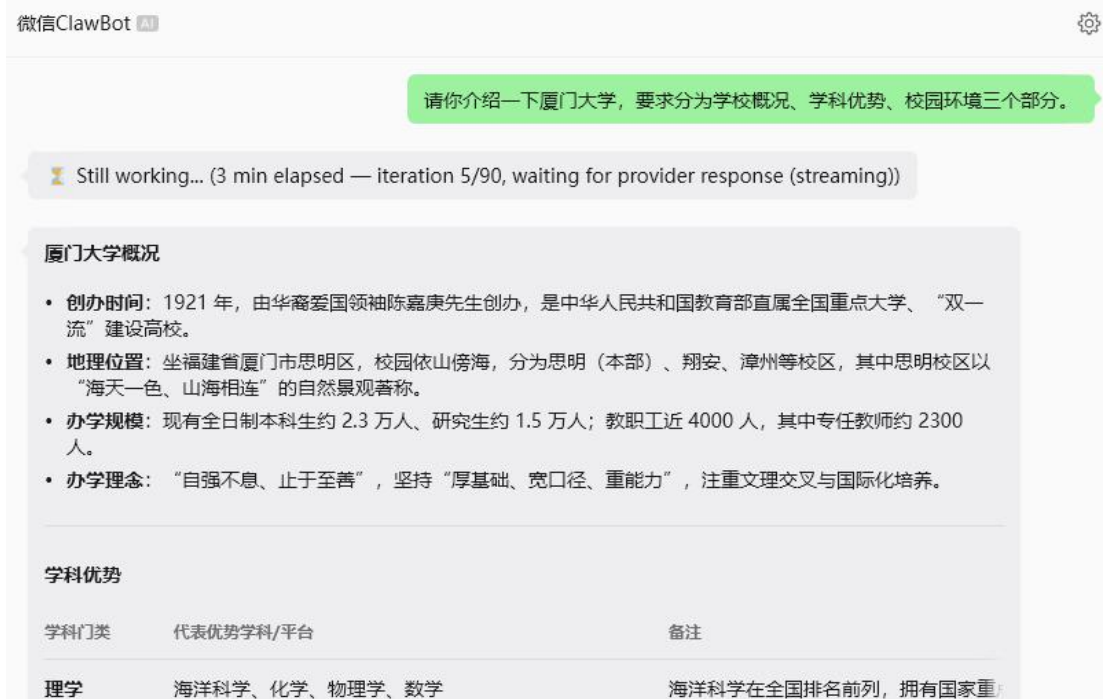 微信ClawBot AI
请你介绍一下厦门大学，要求分为学校概况、学科优势、校园环境三个部分。
Still working... (3 min elapsed — iteration 5/90, waiting for provider response (streaming))
厦门大学概况
• 创办时间：1921 年，由华裔爱国领袖陈嘉庚先生创办，是中华人民共和国教育部直属全国重点大学、“双一
流”建设高校。
• 地理位置：坐福建省厦门市思明区，校园依山傍海，分为思明（本部）、翔安、漳州等校区，其中思明校区以
“海天一色、山海相连”的自然景观著称。
• 办学规模：现有全日制本科生约 2.3 万人、研究生约 1.5 万人；教职工近 4000 人，其中专任教师约 2300
人。
• 办学理念：“自强不息、止于至善”，坚持“厚基础、宽口径、重能力”，注重文理交叉与国际化培养。
学科优势
学科门类 代表优势学科/平台 备注
理学 海洋科学、化学、物理学、数学 海洋科学在全国排名前列，拥有国家重